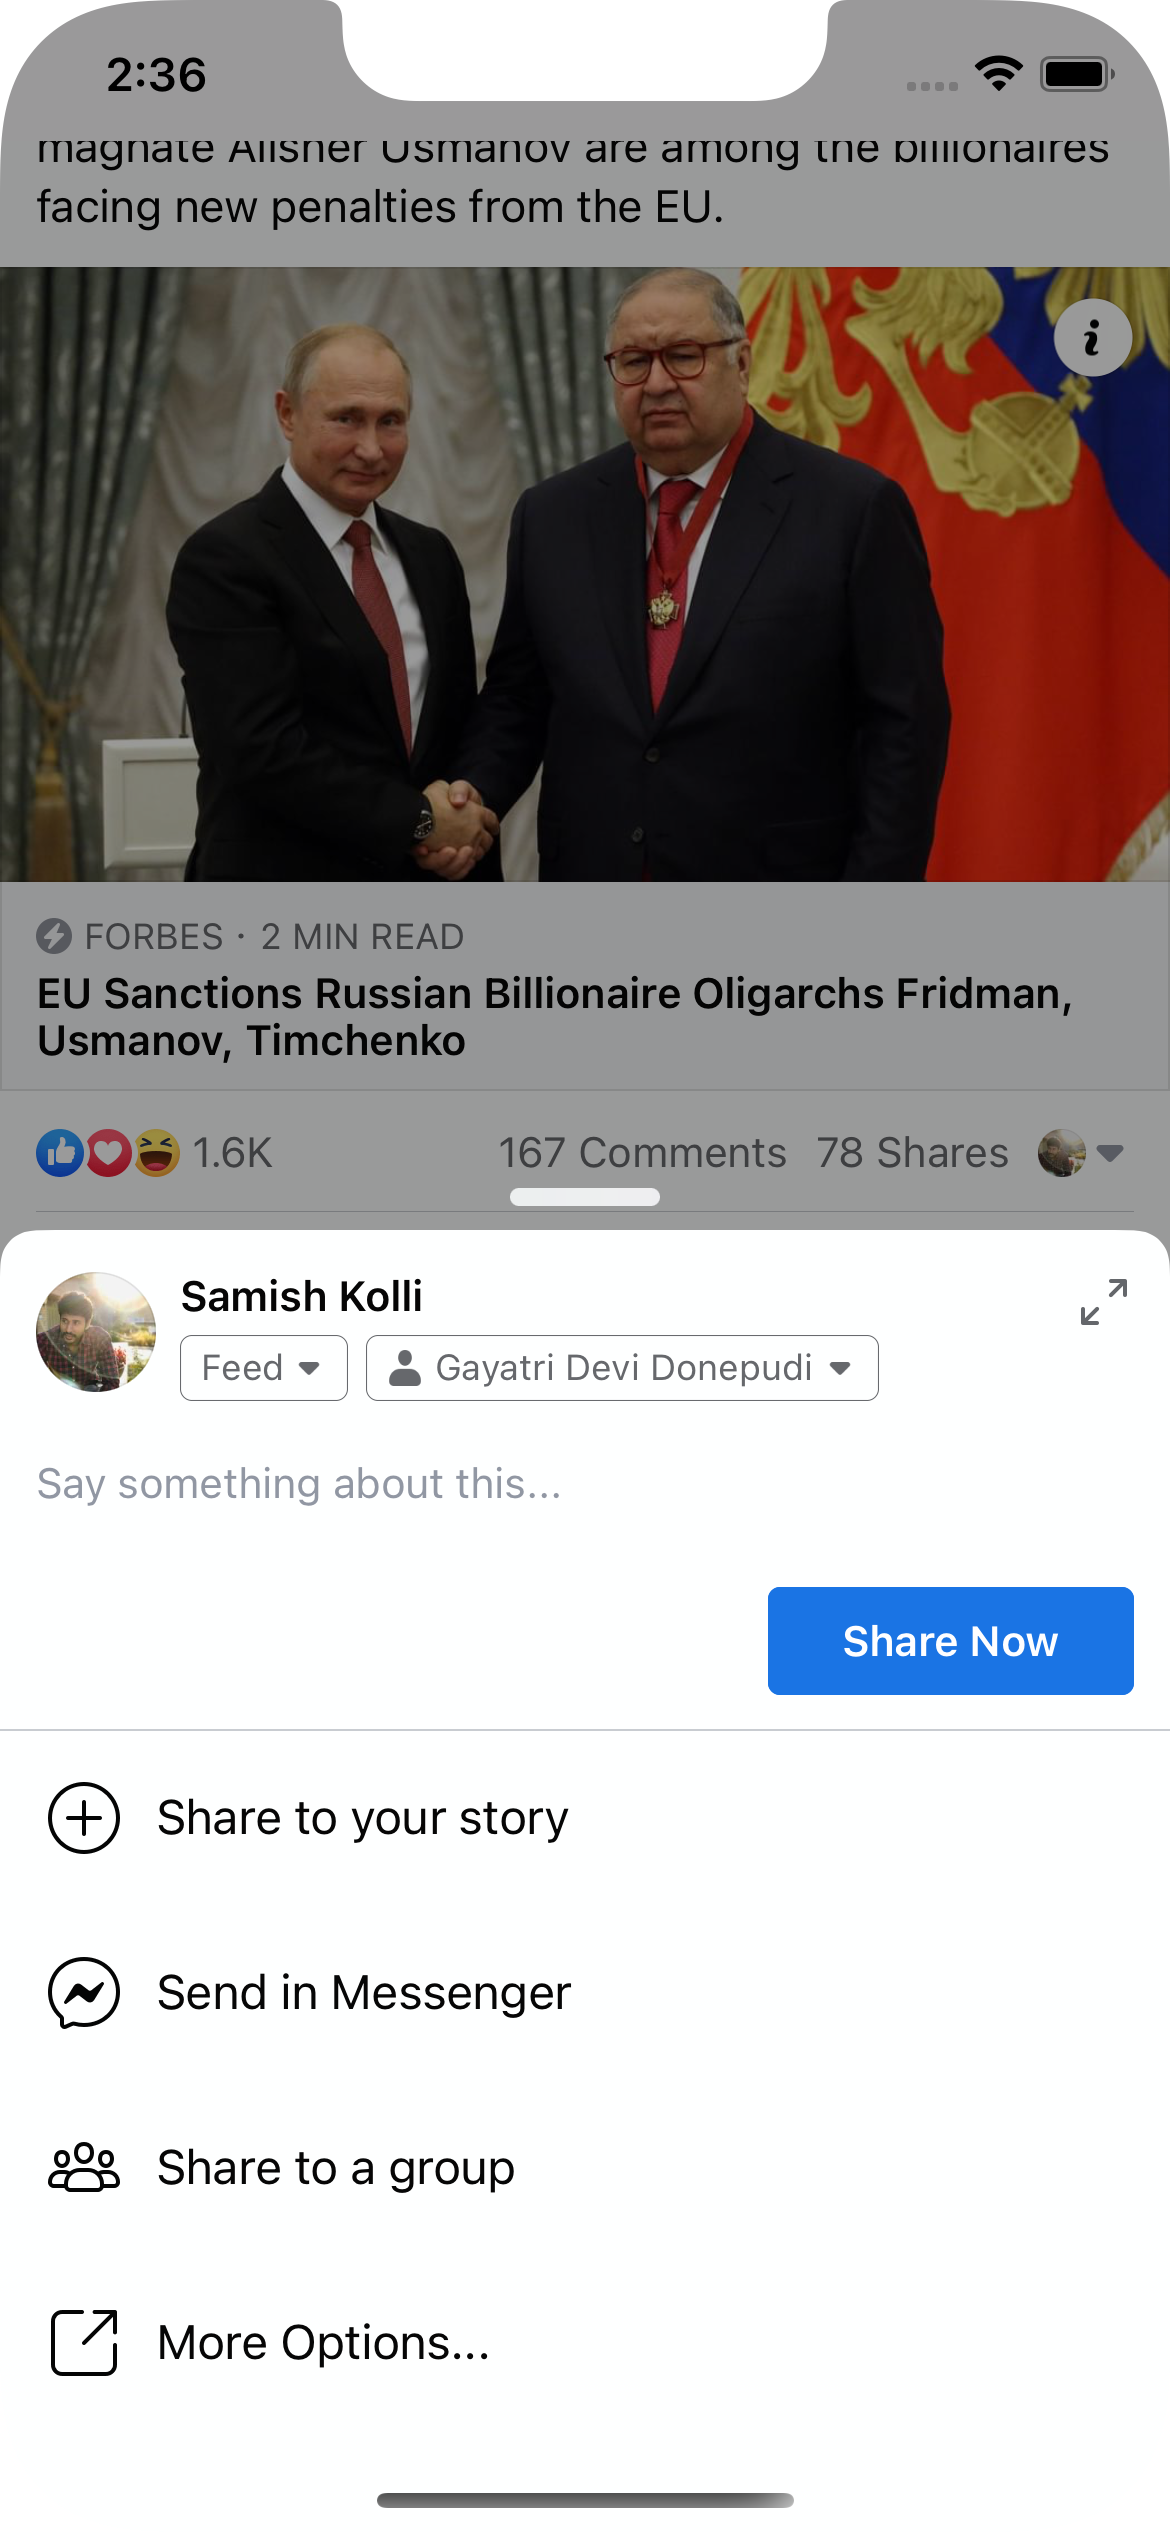 2:36
magnate Alisher Usmanov are among the billionaires
facing new penalties from the EU.
FORBES · 2 MIN READ
EU Sanctions Russian Billionaire Oligarchs Fridman,
Usmanov, Timchenko
1.6K 167 Comments 78 Shares
Samish Kolli
Feed Gayatri Devi Donepudi
Say something about this...
Share Now
Share to your story
Send in Messenger
Share to a group
More Options...